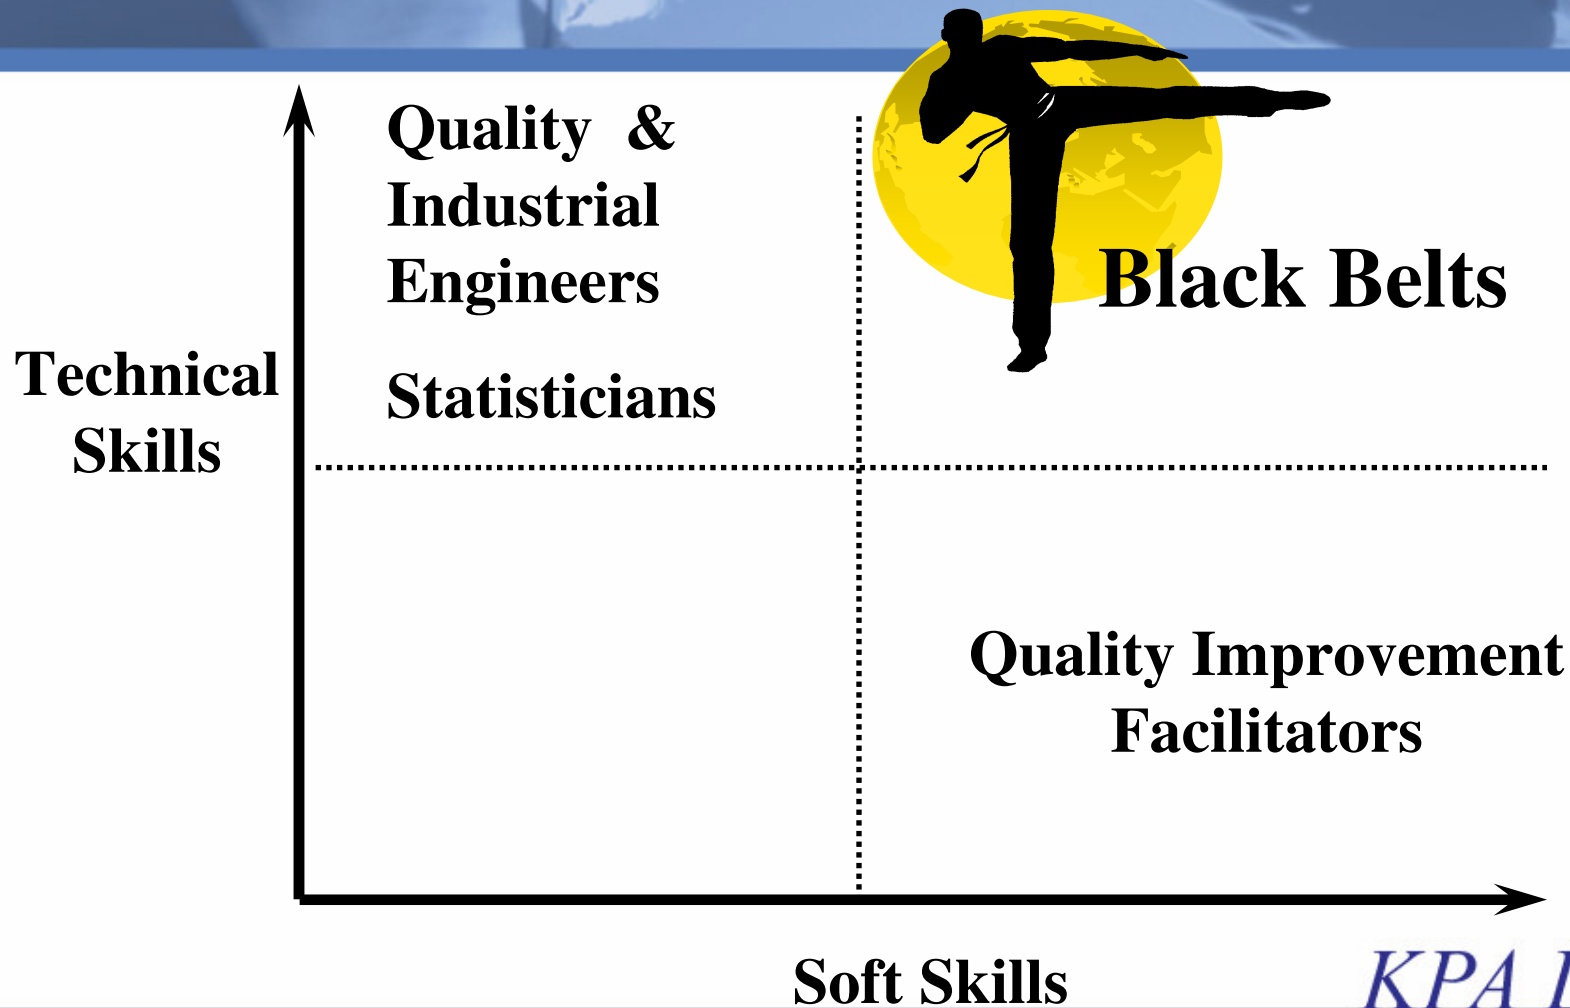 Quality &
Industrial
Engineers
Statisticians
Black Belts
Technical
Skills
Quality Improvement
Facilitators
Soft Skills
KPA